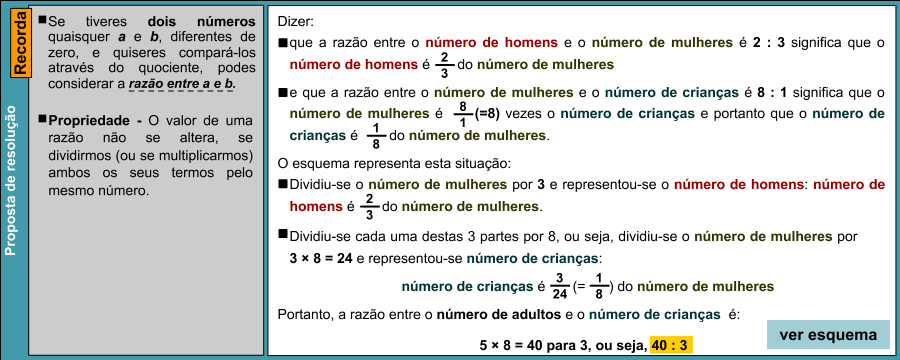 Proposta de resolução
Recorda
■Se tiveres dois números
quaisquer a e b, diferentes de
zero, e quiseres compará-los
através do quociente, podes
considerar a razão entre a e b.
■Propriedade - O valor de uma
razão não se altera, se
dividirmos (ou se multiplicarmos)
ambos os seus termos pelo
mesmo número.
Dizer:
■que a razão entre o número de homens e o número de mulheres é 2 : 3 significa que o
número de homens é 2/3 do número de mulheres
■e que a razão entre o número de mulheres e o número de crianças é 8 : 1 significa que o
número de mulheres é 8/1 (=8) vezes o número de crianças e portanto que o número de
crianças é 1/8 do número de mulheres.
O esquema representa esta situação:
■Dividiu-se o número de mulheres por 3 e representou-se o número de homens: número de
homens é 2/3 do número de mulheres.
■Dividiu-se cada uma destas 3 partes por 8, ou seja, dividiu-se o número de mulheres por
3 × 8 = 24 e representou-se número de crianças:
número de crianças é 3/24 (= 1/8) do número de mulheres
Portanto, a razão entre o número de adultos e o número de crianças é:
5 × 8 = 40 para 3, ou seja, 40 : 3
ver esquema